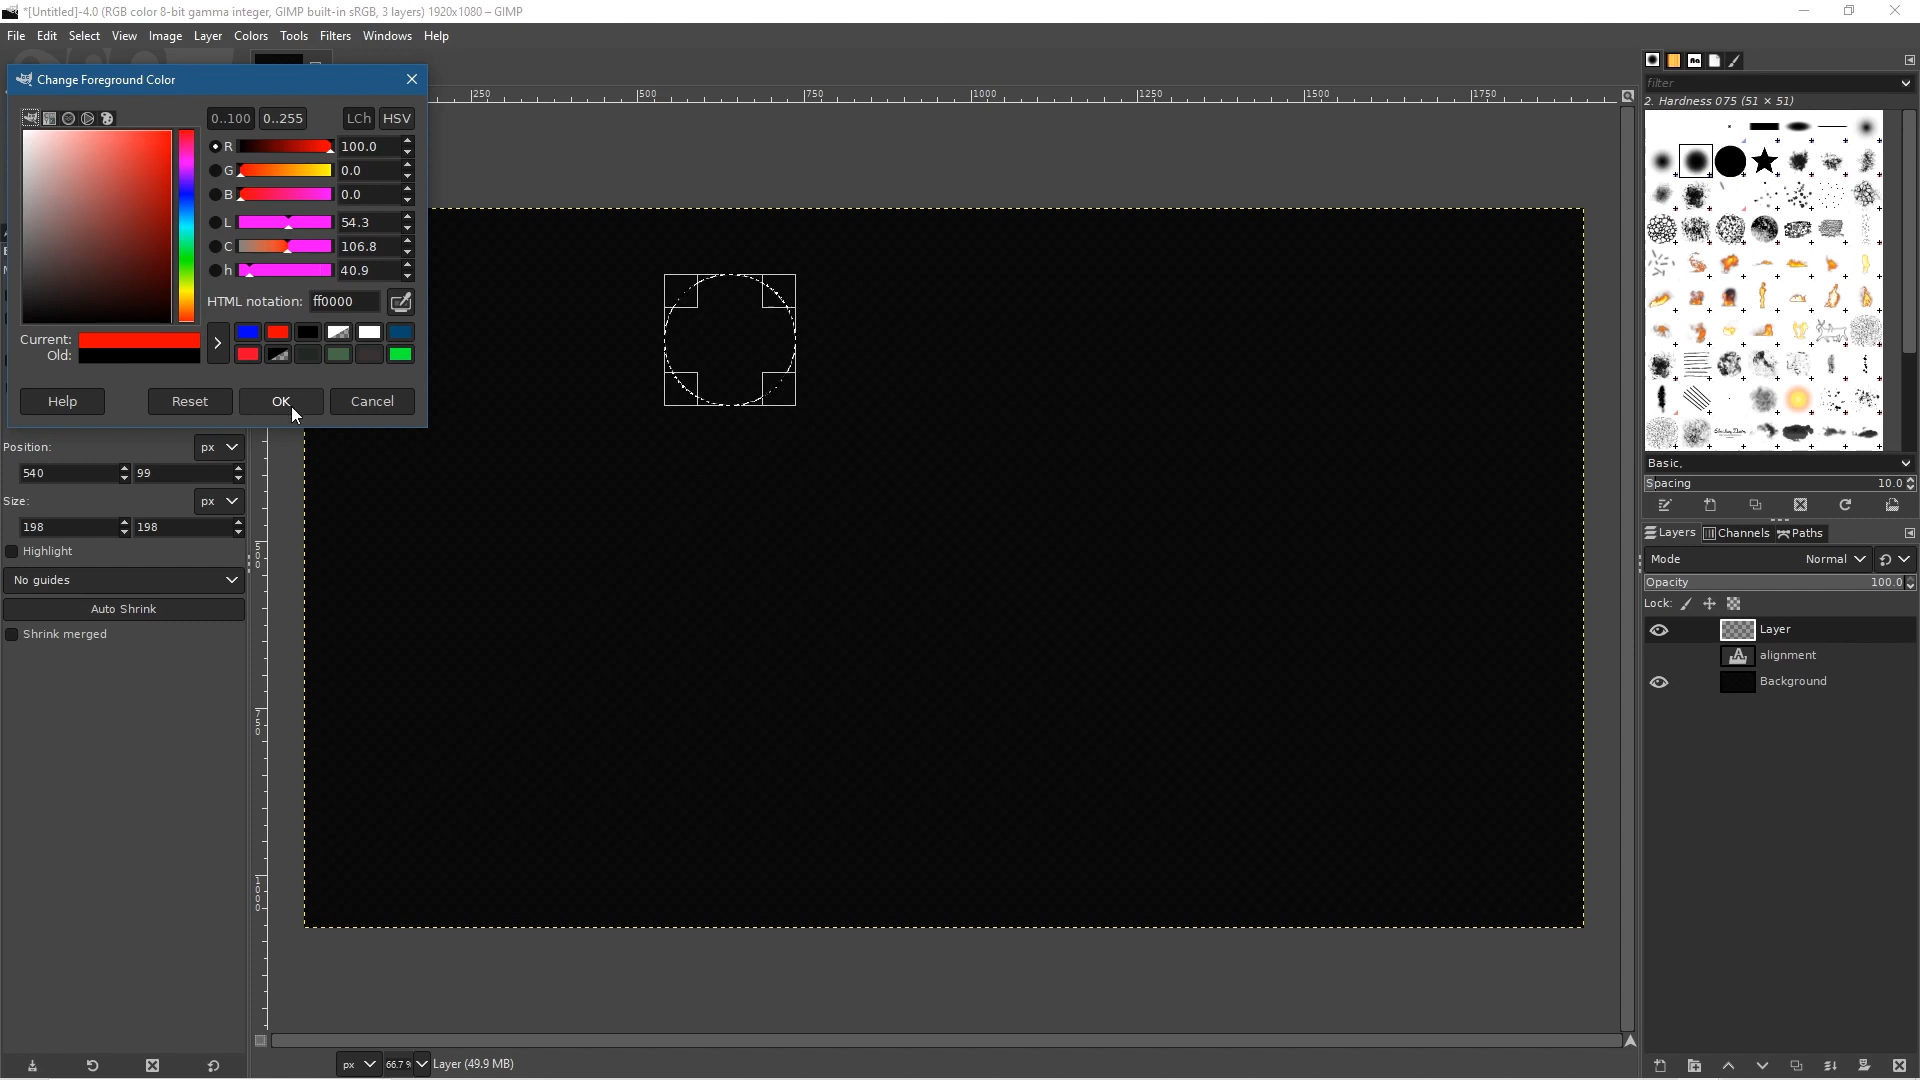 *[Untitled]-4.0 (RGB color 8-bit gamma integer, GIMP built-in sRGB, 3 layers) 1920x1080 – GIMP
File Edit Select View Image Layer Colors Tools Filters Windows Help
Change Foreground Color
0..100 0..255 LCh HSV
R 100.0
G 0.0
B 0.0
L 54.3
C 106.8
h 40.9
HTML notation: ff0000
Current:
Old:
Help Reset OK Cancel
Position: px
540 99
Size: px
198 198
Highlight
No guides
Auto Shrink
Shrink merged
250 500 750 1000 1250 1500 1750
500
750
1000
px 66.7 % Layer (49.9 MB)
filter
2. Hardness 075 (51 × 51)
Basic,
Spacing 10.0
Layers Channels Paths
Mode Normal
Opacity 100.0
Lock:
Layer
alignment
Background